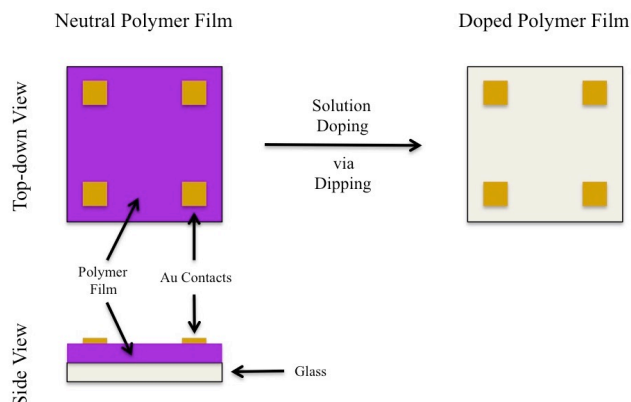 Neutral Polymer Film
Doped Polymer Film
Top-down View
Solution
Doping
via
Dipping
Polymer
Film
Au Contacts
Side View
Glass